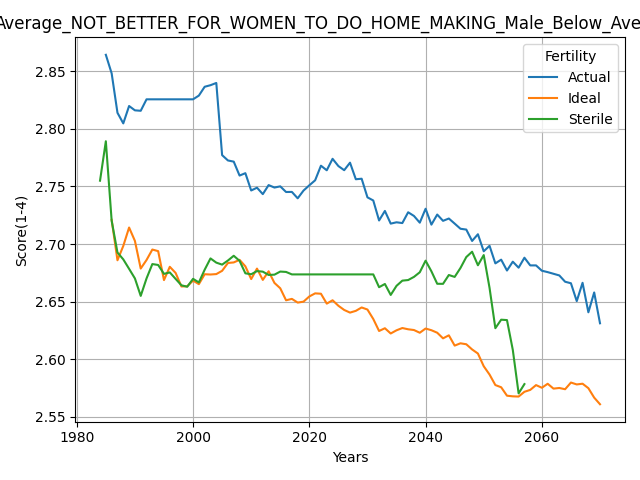 Average_NOT_BETTER_FOR_WOMEN_TO_DO_HOME_MAKING_Male_Below_Ave
Fertility
Actual
Ideal
Sterile
Score(1-4)
2.85
2.80
2.75
2.70
2.65
2.60
2.55
1980 2000 2020 2040 2060
Years